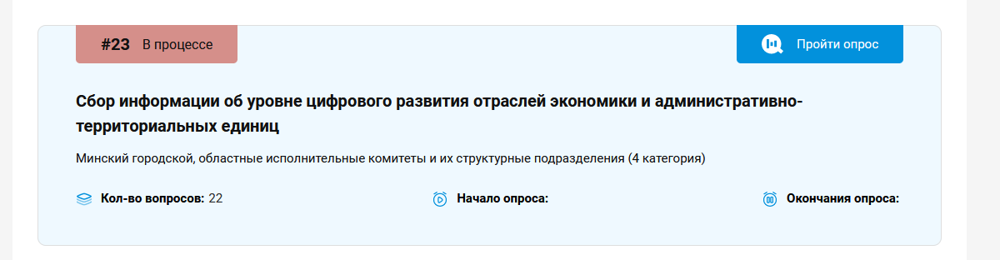 #23 В процессе
Пройти опрос
Сбор информации об уровне цифрового развития отраслей экономики и административно-
территориальных единиц
Минский городской, областные исполнительные комитеты и их структурные подразделения (4 категория)
Кол-во вопросов: 22
Начало опроса:
Окончания опроса: